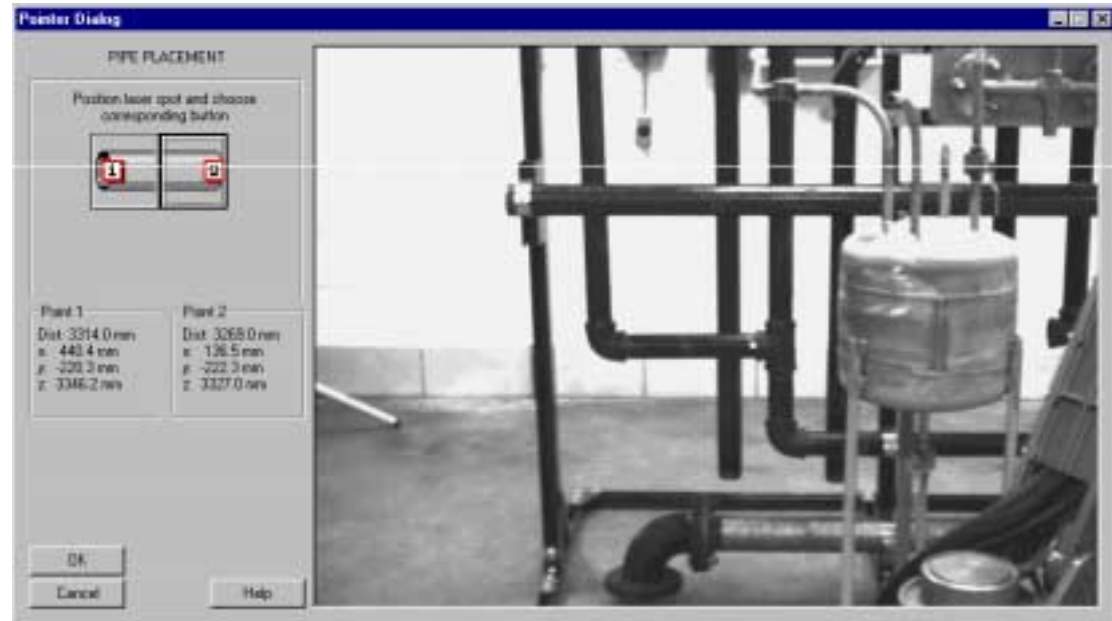 Pointer Dialog
PIPE PLACEMENT
Position laser spot and choose
corresponding button
1
2
Point 1
Dist: 3314.0 mm
x: 440.4 mm
y: -220.3 mm
z: 3346.2 mm
Point 2
Dist: 3268.0 mm
x: 136.5 mm
y: -222.3 mm
z: 3327.0 mm
OK
Cancel
Help